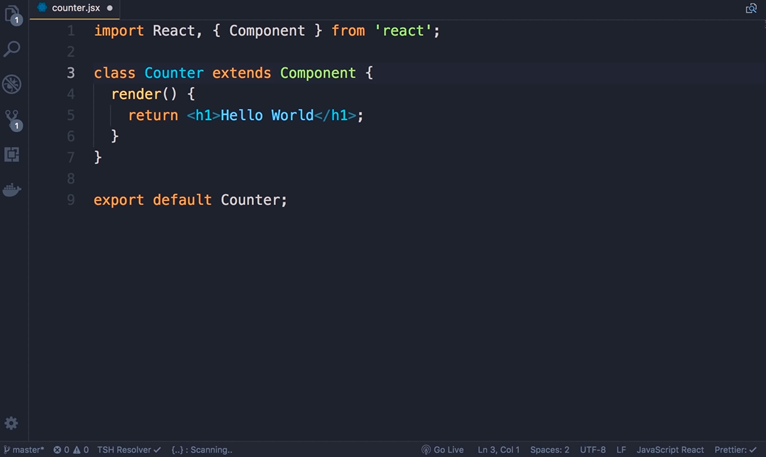 counter.jsx
1 import React, { Component } from 'react';
2
3 class Counter extends Component {
4 render() {
5 return <h1>Hello World</h1>;
6 }
7 }
8
9 export default Counter;
1
1
master* 0 0 TSH Resolver {..} : Scanning.. Go Live Ln 3, Col 1 Spaces: 2 UTF-8 LF JavaScript React Prettier: